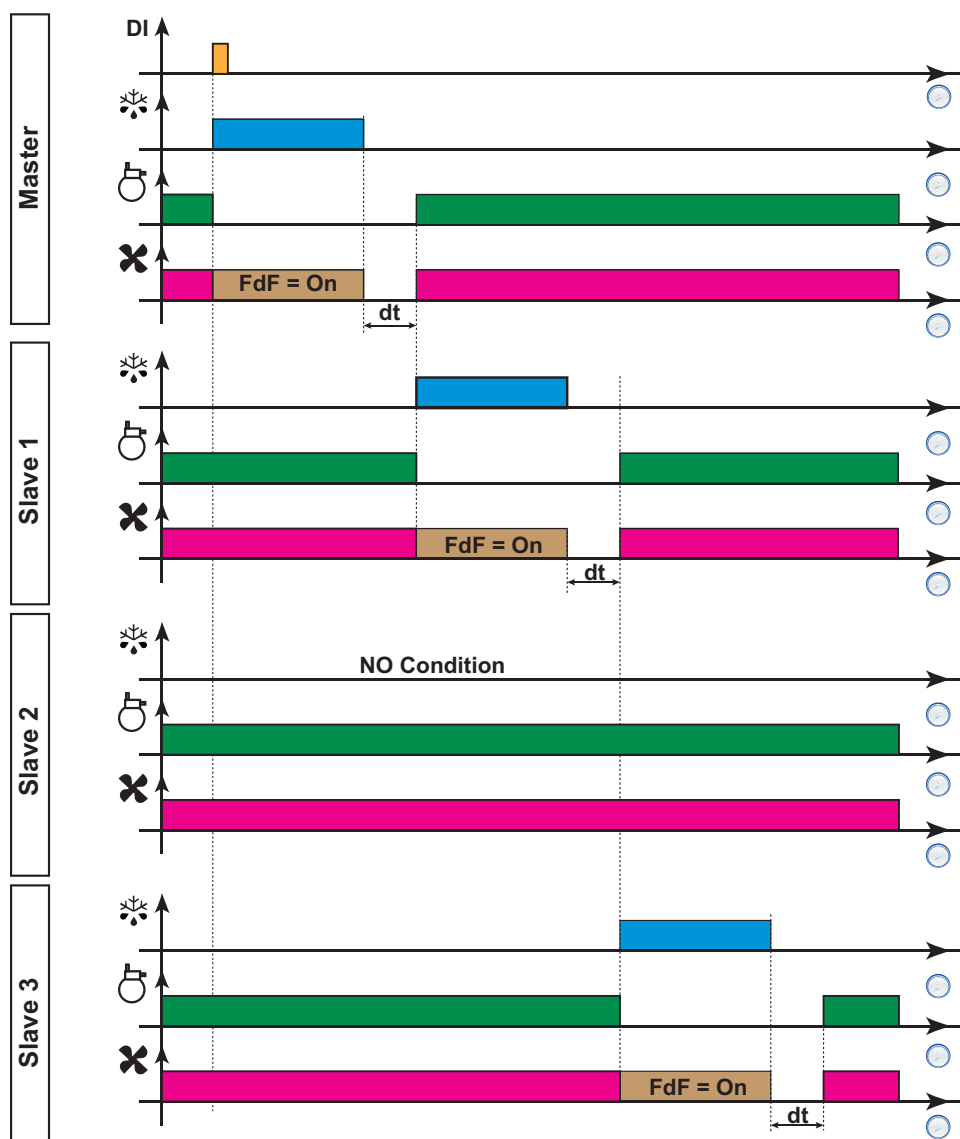 Master
DI
FdF = On
dt
Slave 1
FdF = On
dt
Slave 2
NO Condition
Slave 3
FdF = On
dt